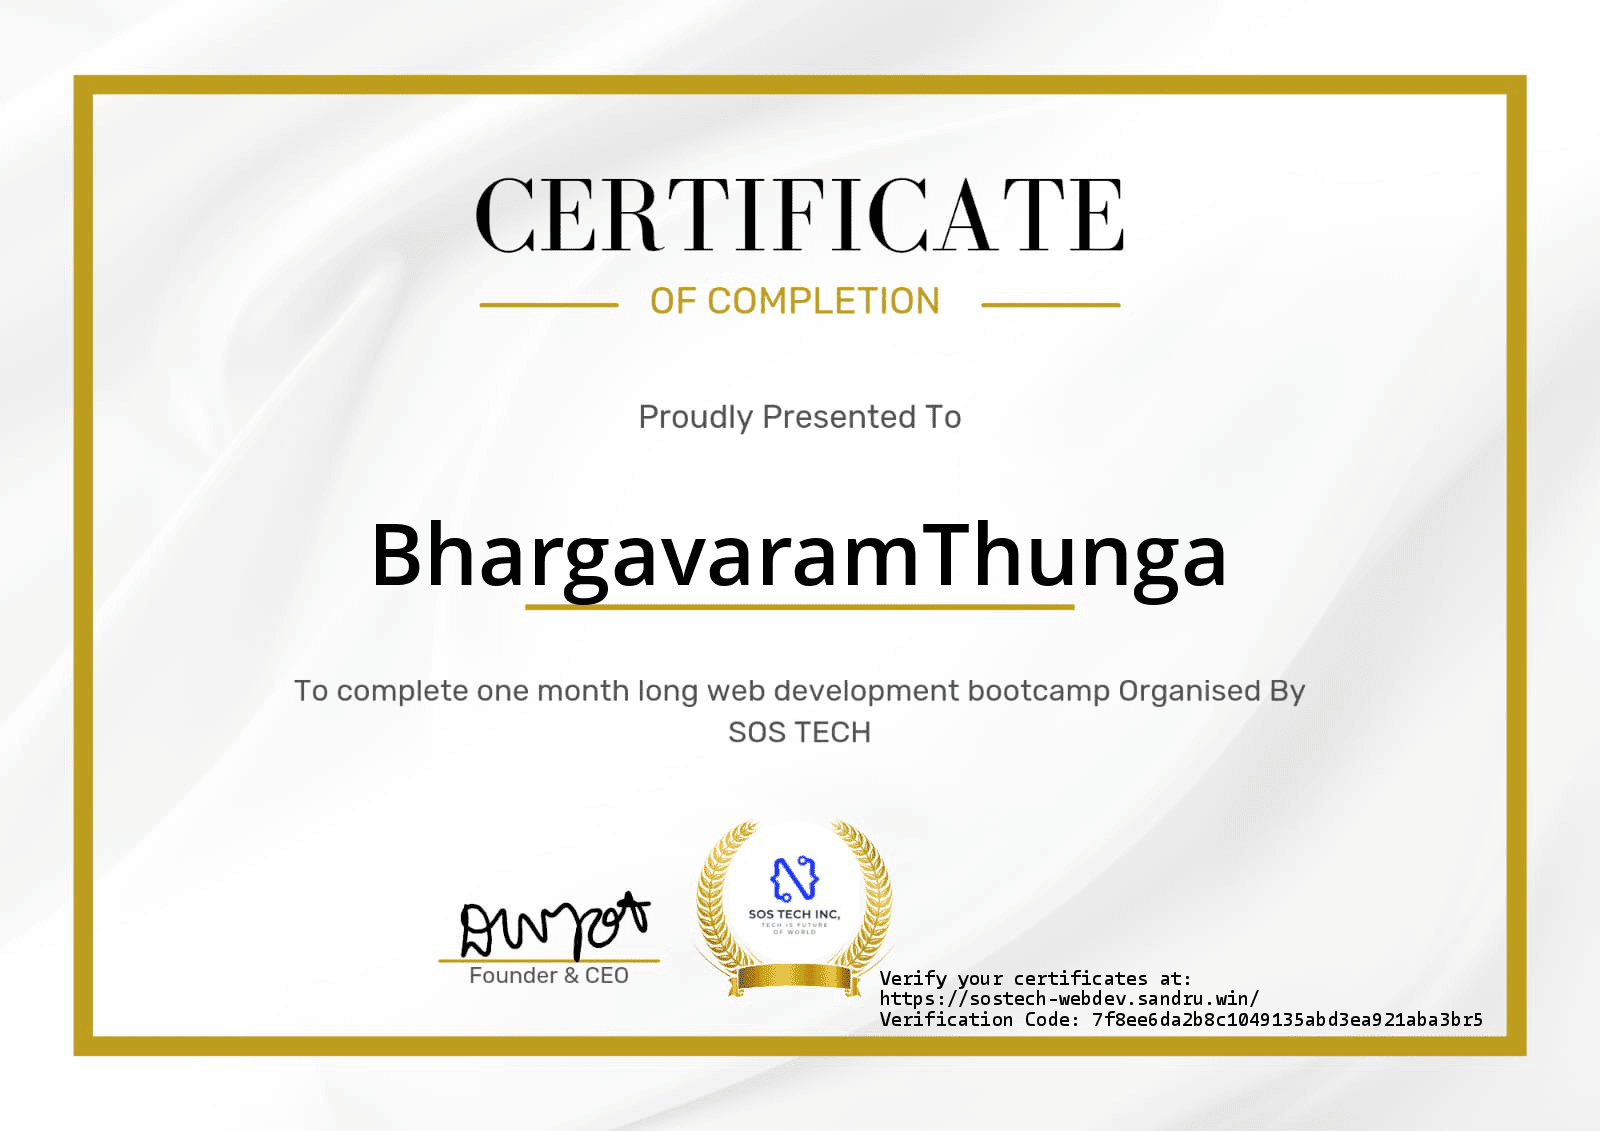 CERTIFICATE
OF COMPLETION
Proudly Presented To
BhargavaramThunga
To complete one month long web development bootcamp Organised By
SOS TECH
Founder & CEO
SOS TECH INC,
TECH IS FUTURE
OF WORLD
Verify your certificates at:
https://sostech-webdev.sandru.win/
Verification Code: 7f8ee6da2b8c1049135abd3ea921aba3br5